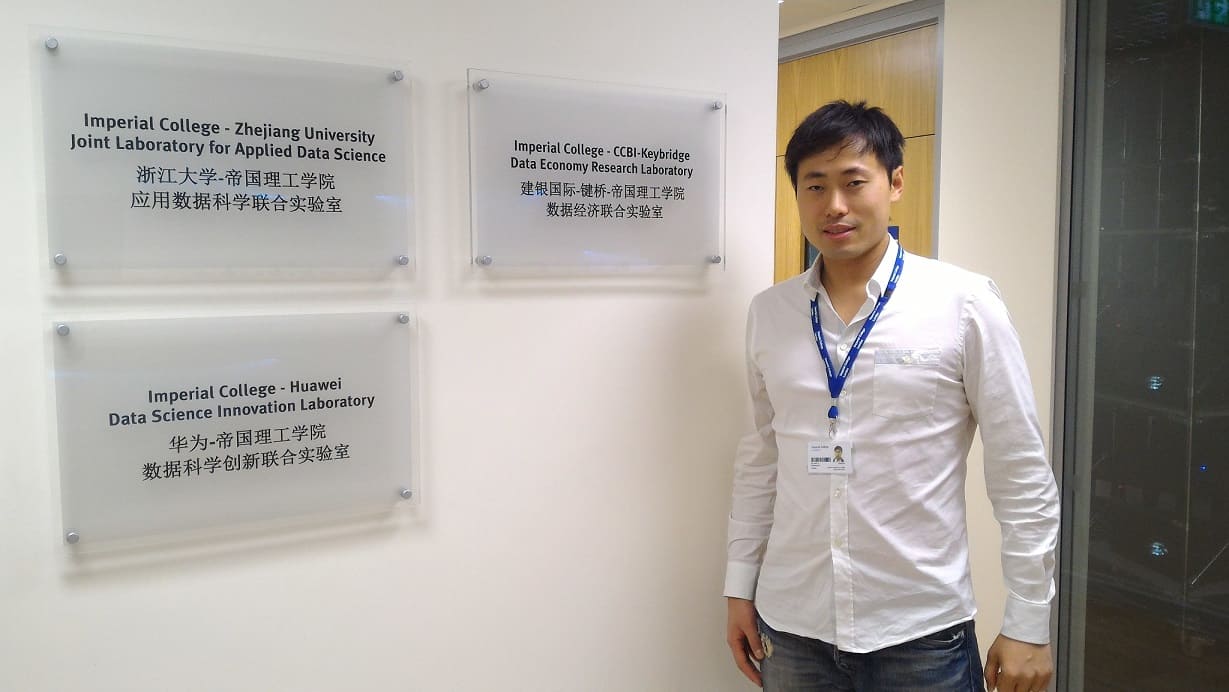 Imperial College - Zhejiang University
Joint Laboratory for Applied Data Science
浙江大学-帝国理工学院
应用数据科学联合实验室
Imperial College - CCBI-Keybridge
Data Economy Research Laboratory
建银国际-键桥-帝国理工学院
数据经济联合实验室
Imperial College - Huawei
Data Science Innovation Laboratory
华为-帝国理工学院
数据科学创新联合实验室